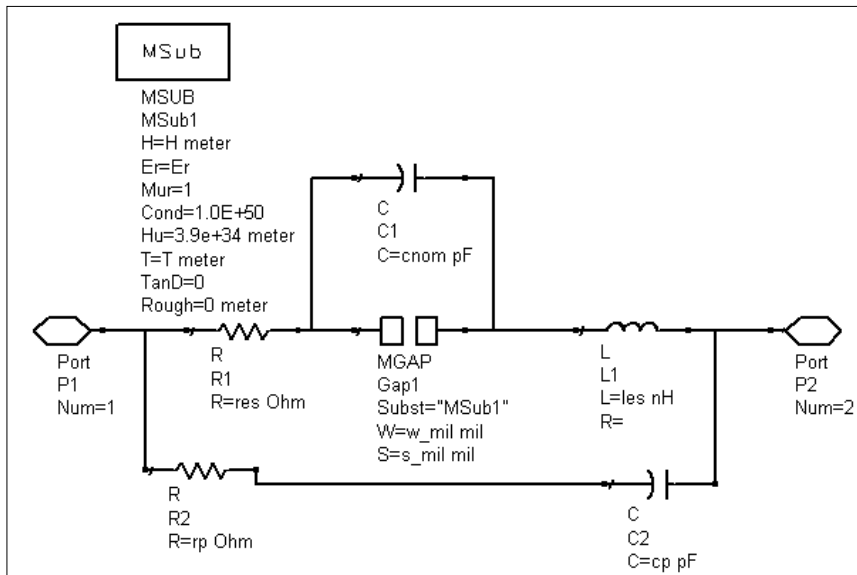 MSub
MSUB
MSub1
H=H meter
Er=Er
Mur=1
Cond=1.0E+50
Hu=3.9e+34 meter
T=T meter
TanD=0
Rough=0 meter
C
C1
C=cnom pF
Port
P1
Num=1
R
R1
R=res Ohm
MGAP
Gap1
Subst="MSub1"
W=w_mil mil
S=s_mil mil
L
L1
L=les nH
R=
Port
P2
Num=2
R
R2
R=rp Ohm
C
C2
C=cp pF